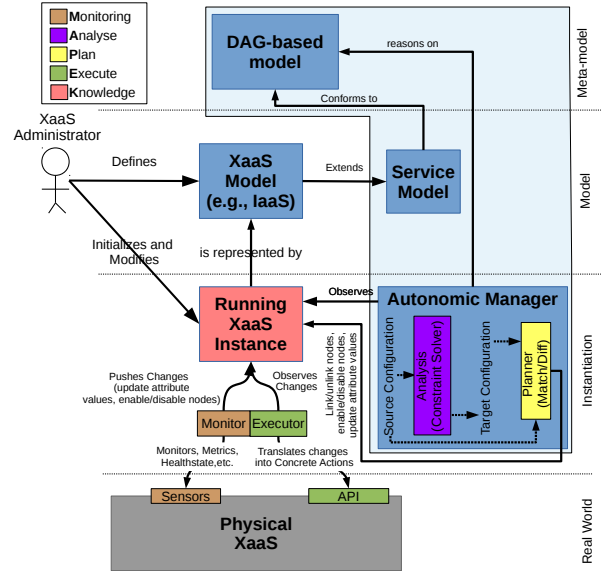 Monitoring
Analyse
Plan
Execute
Knowledge
DAG-based
model
reasons on
Meta-model
Conforms to
XaaS
Administrator
Defines
XaaS
Model
(e.g., IaaS)
Extends
Service
Model
Model
Initializes and
Modifies
is represented by
Running
XaaS
Instance
Observes
Autonomic Manager
Source Configuration
Analysis
(Constraint Solver)
Target Configuration
Planner
(Match/Diff)
Instantiation
Link/unlink nodes,
enable/disable nodes,
update attribute values
Pushes Changes
(update attribute
values, enable/disable nodes)
Observes
Changes
Monitor
Executor
Monitors, Metrics,
Healthstate,etc.
Translates changes
into Concrete Actions
Sensors
API
Physical
XaaS
Real World